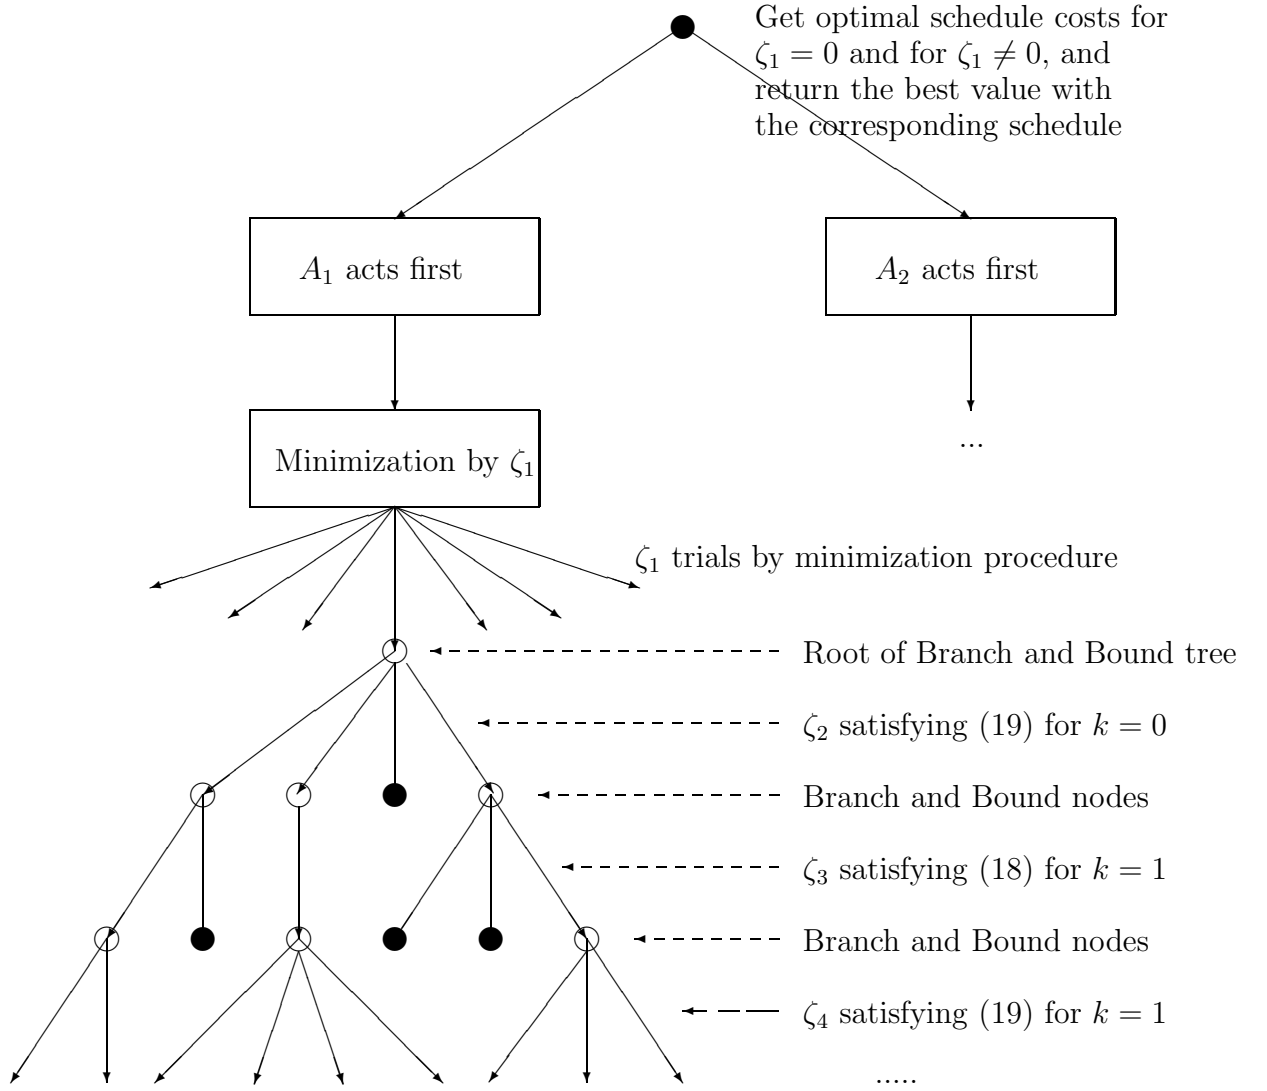 Get optimal schedule costs for
ζ₁ = 0 and for ζ₁ ≠ 0, and
return the best value with
the corresponding schedule
A₁ acts first
A₂ acts first
Minimization by ζ₁
...
ζ₁ trials by minimization procedure
Root of Branch and Bound tree
ζ₂ satisfying (19) for k = 0
Branch and Bound nodes
ζ₃ satisfying (18) for k = 1
Branch and Bound nodes
ζ₄ satisfying (19) for k = 1
.....